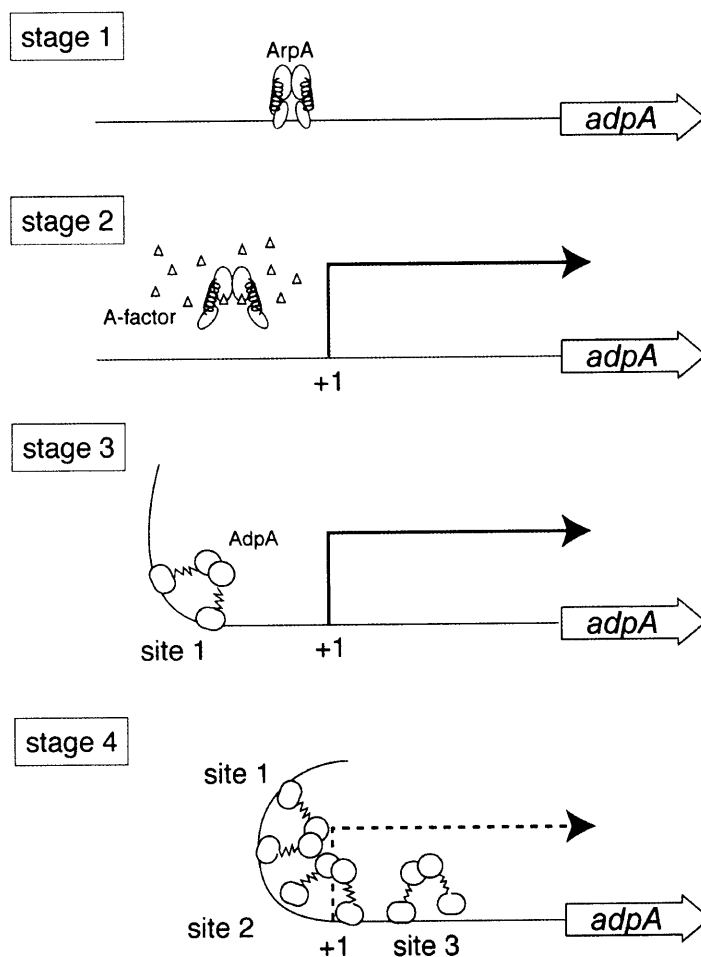 stage 1
ArpA
adpA
stage 2
A-factor
+1
adpA
stage 3
AdpA
site 1
+1
adpA
stage 4
site 1
site 2
+1
site 3
adpA